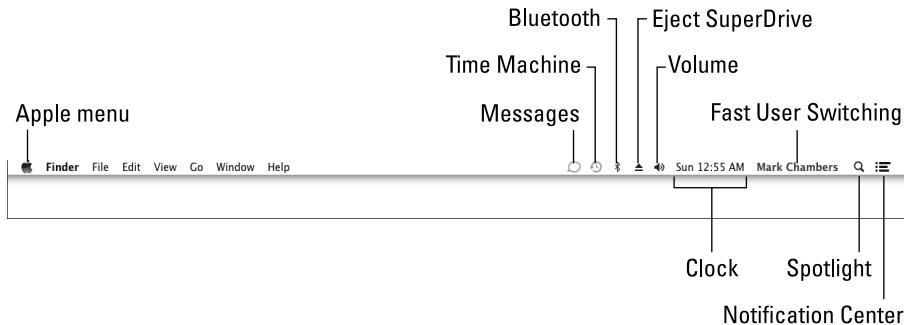 Bluetooth Eject SuperDrive
Time Machine Volume
Apple menu Messages Fast User Switching
Finder File Edit View Go Window Help Sun 12:55 AM Mark Chambers
Clock Spotlight
Notification Center